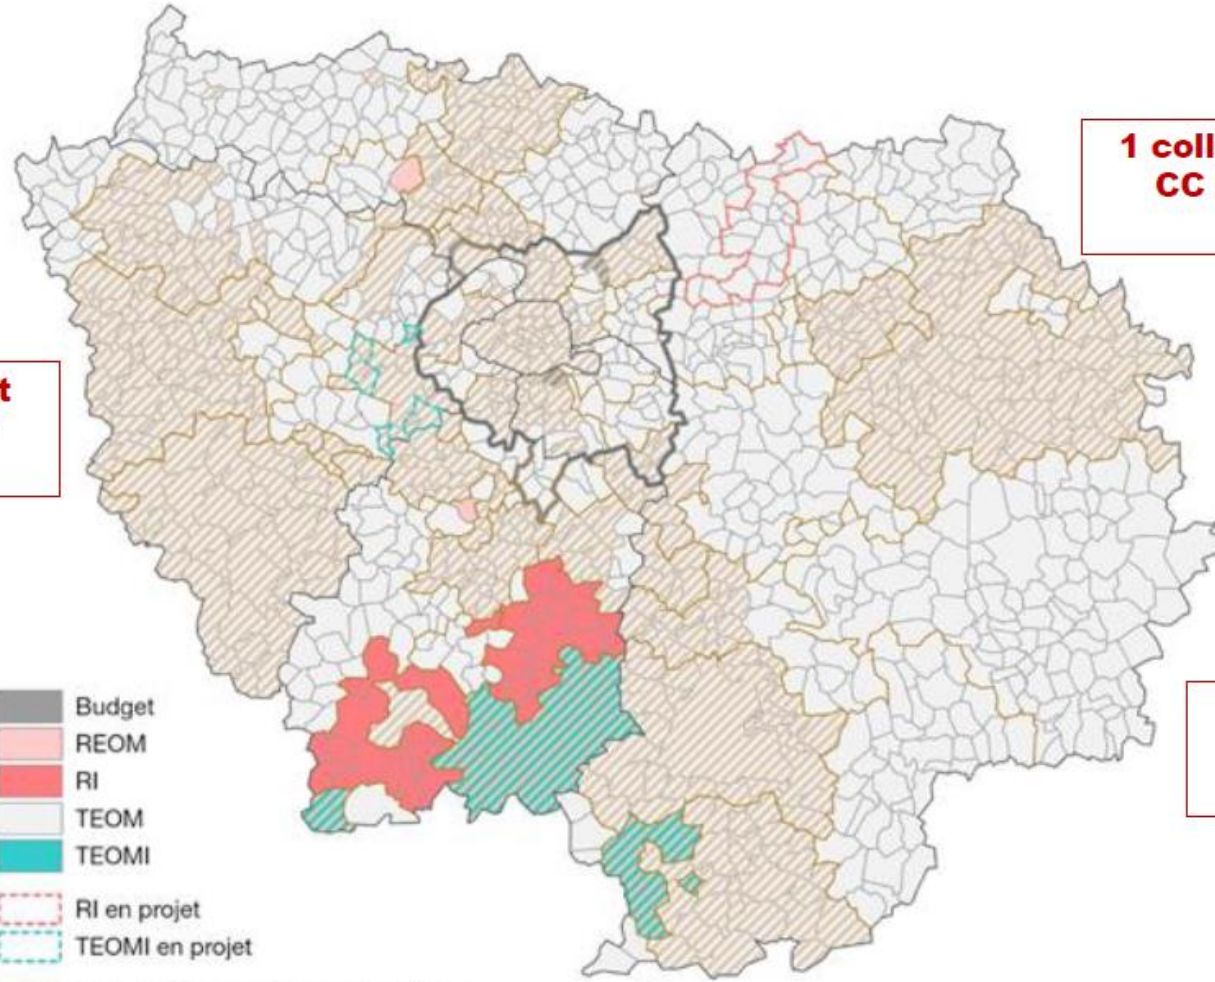 1 coll
CC
t
Budget
REOM
RI
TEOM
TEOMI
RI en projet
TEOMI en projet